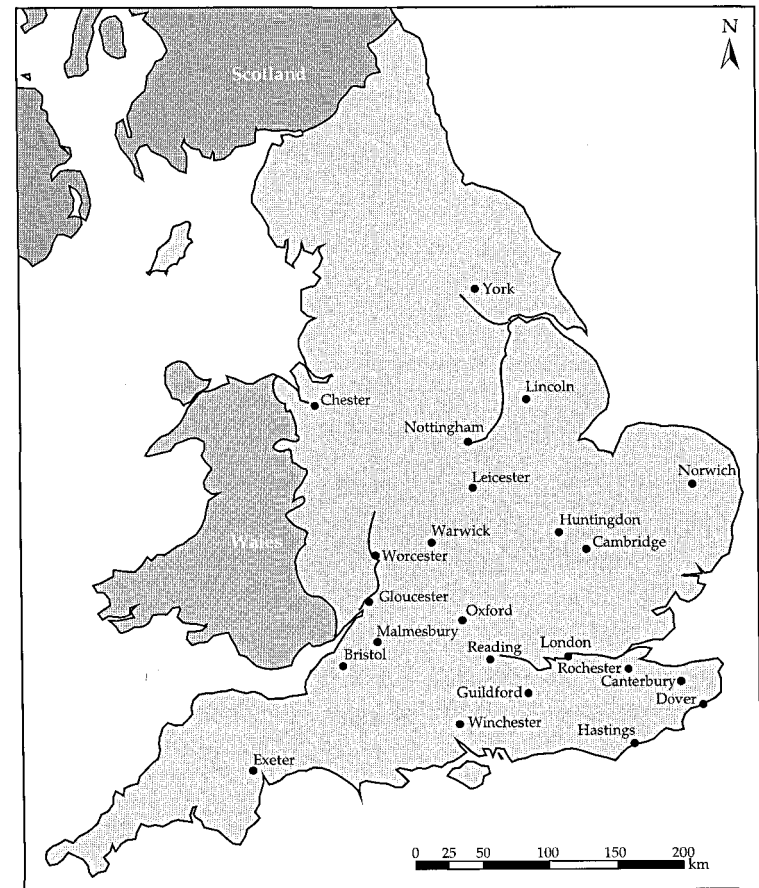 N
Scotland
York
Chester
Lincoln
Nottingham
Leicester
Norwich
Huntingdon
Warwick
Cambridge
Wales
Worcester
Gloucester
Oxford
Malmesbury
Reading
London
Bristol
Rochester
Canterbury
Guildford
Dover
Winchester
Hastings
Exeter
0 25 50 100 150 200
km